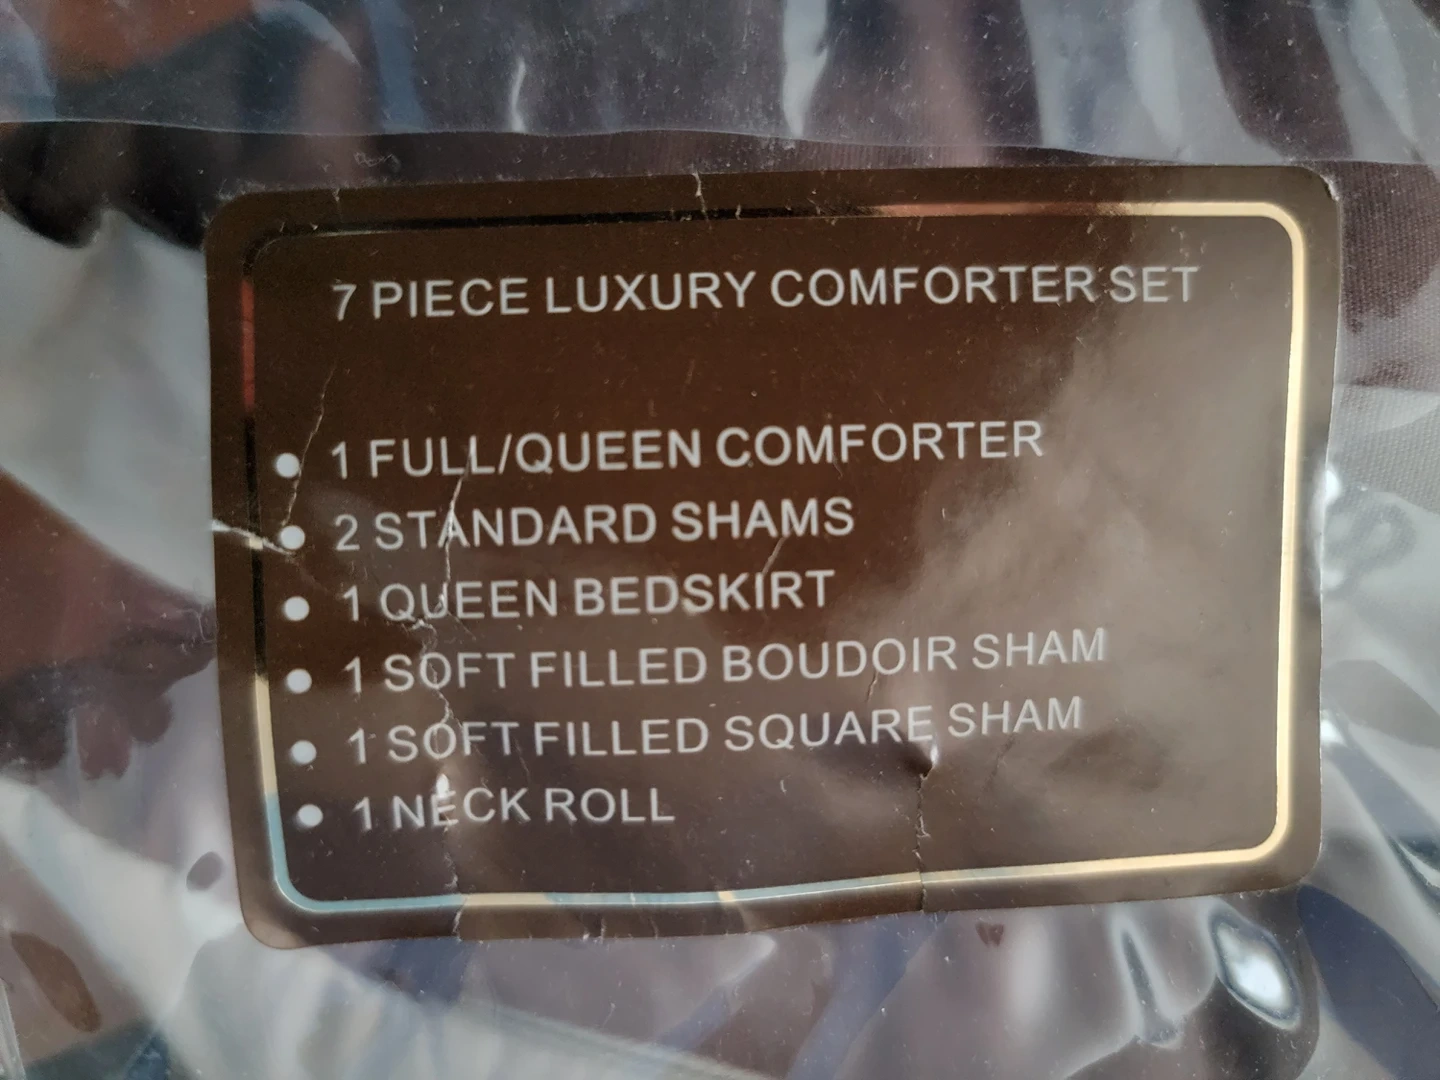 7 PIECE LUXURY COMFORTER SET
• 1 FULL/QUEEN COMFORTER
• 2 STANDARD SHAMS
• 1 QUEEN BEDSKIRT
• 1 SOFT FILLED BOUDOIR SHAM
• 1 SOFT FILLED SQUARE SHAM
• 1 NECK ROLL